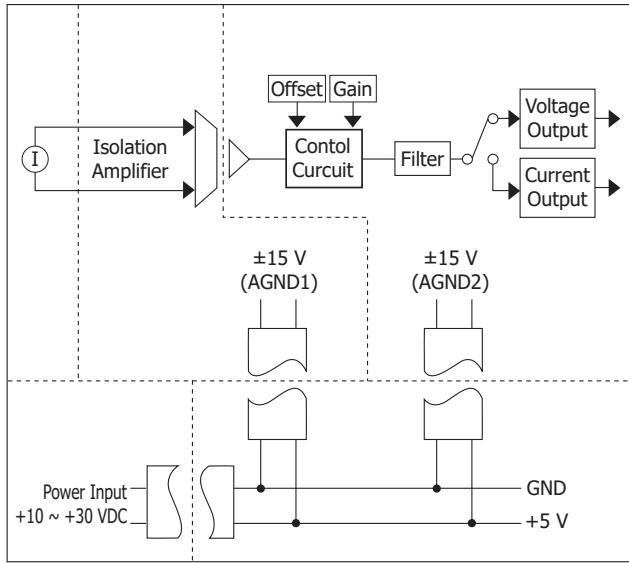 Offset
Gain
Voltage
Output
I
Isolation
Amplifier
Contol
Curcuit
Filter
Current
Output
±15 V
(AGND1)
±15 V
(AGND2)
Power Input
+10 ~ +30 VDC
GND
+5 V